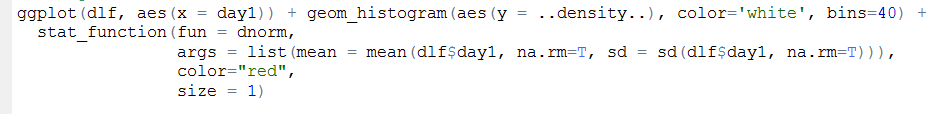 ggplot(dlf, aes(x = day1)) + geom_histogram(aes(y = ..density..), color='white', bins=40) +
  stat_function(fun = dnorm,
                args = list(mean = mean(dlf$day1, na.rm=T, sd = sd(dlf$day1, na.rm=T))),
                color="red",
                size = 1)